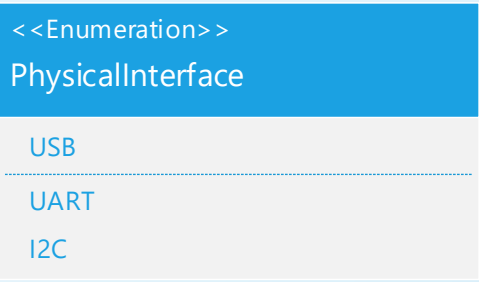 <<Enumeration>>
PhysicalInterface
USB
UART
I2C